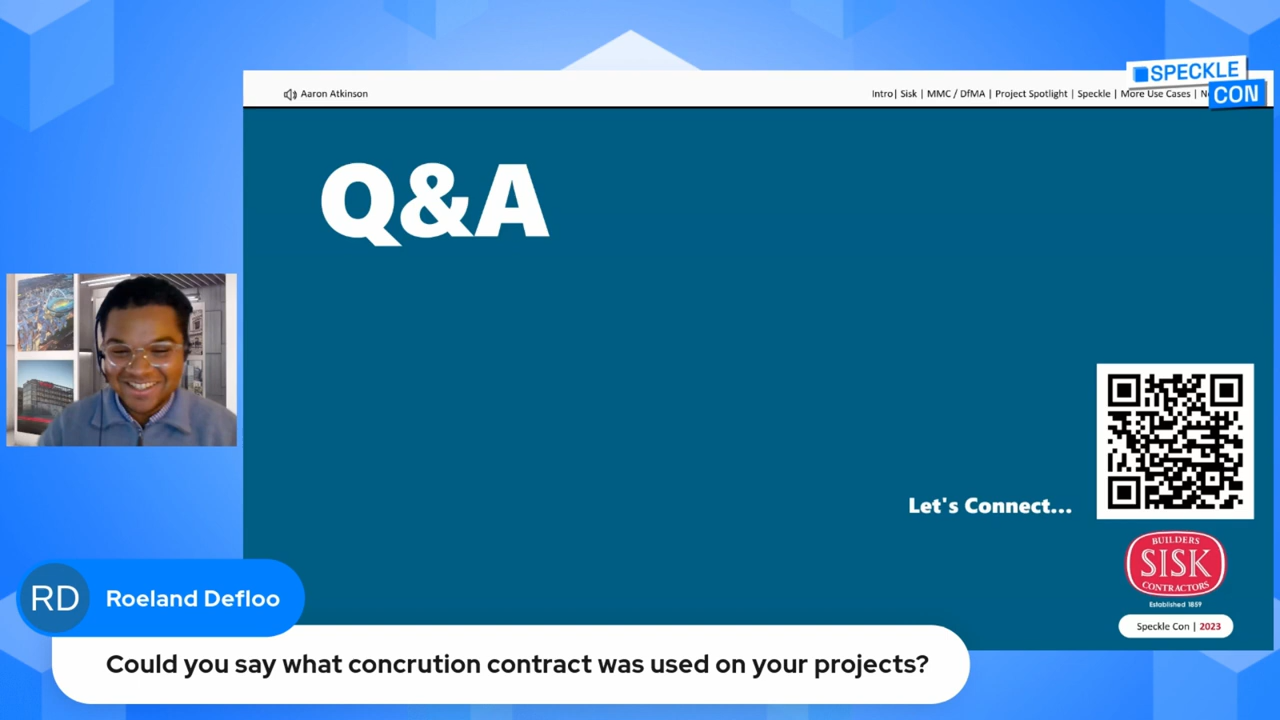 Aaron Atkinson
Intro| Sisk | MMC / DfMA | Project Spotlight | Speckle | More Use Cases | N
SPECKLE
CON
Q&A
Let's Connect...
BUILDERS
SISK
CONTRACTORS
Established 1859
Speckle Con | 2023
RD
Roeland Defloo
Could you say what concrution contract was used on your projects?